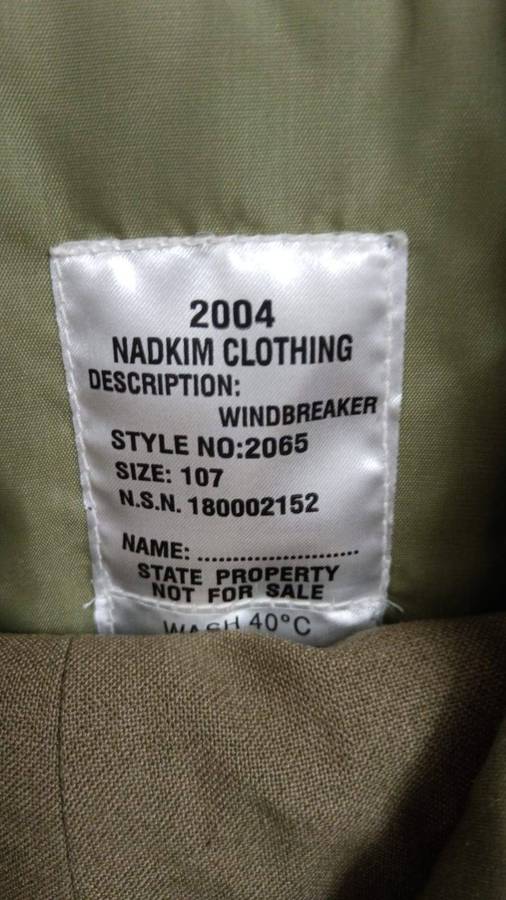 2004
NADKIM CLOTHING
DESCRIPTION:
WINDBREAKER
STYLE NO:2065
SIZE: 107
N.S.N. 180002152
NAME: .......................
STATE PROPERTY
NOT FOR SALE
WASH 40°C